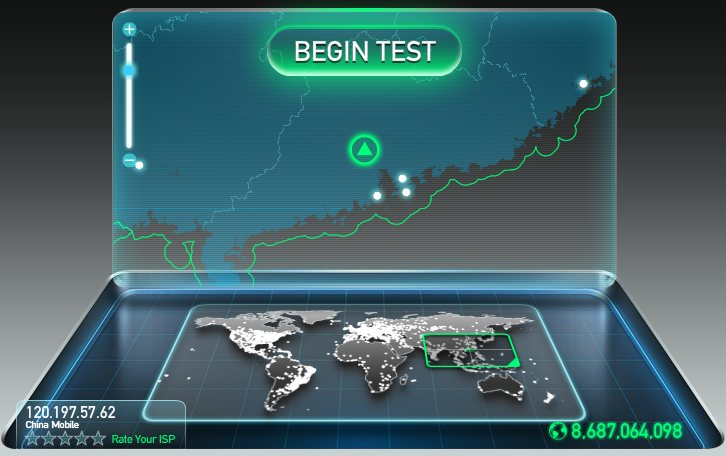 BEGIN TEST
120.197.57.62
China Mobile
Rate Your ISP
8,687,064,098